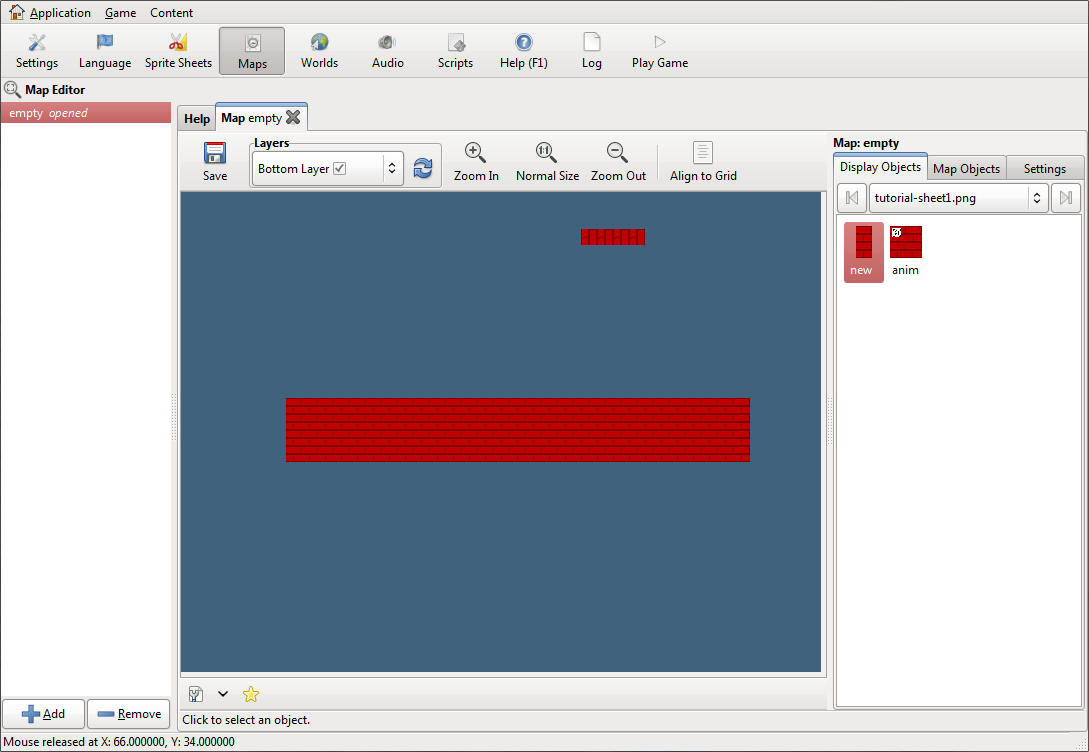 Application Game Content
Settings Language Sprite Sheets Maps Worlds Audio Scripts Help (F1) Log Play Game
Map Editor
empty opened
Help Map empty
Save
Layers
Bottom Layer
Zoom In
1:1
Normal Size
Zoom Out
Align to Grid
Map: empty
Display Objects Map Objects Settings
tutorial-sheet1.png
new anim
Add Remove
Click to select an object.
Mouse released at X: 66.000000, Y: 34.000000